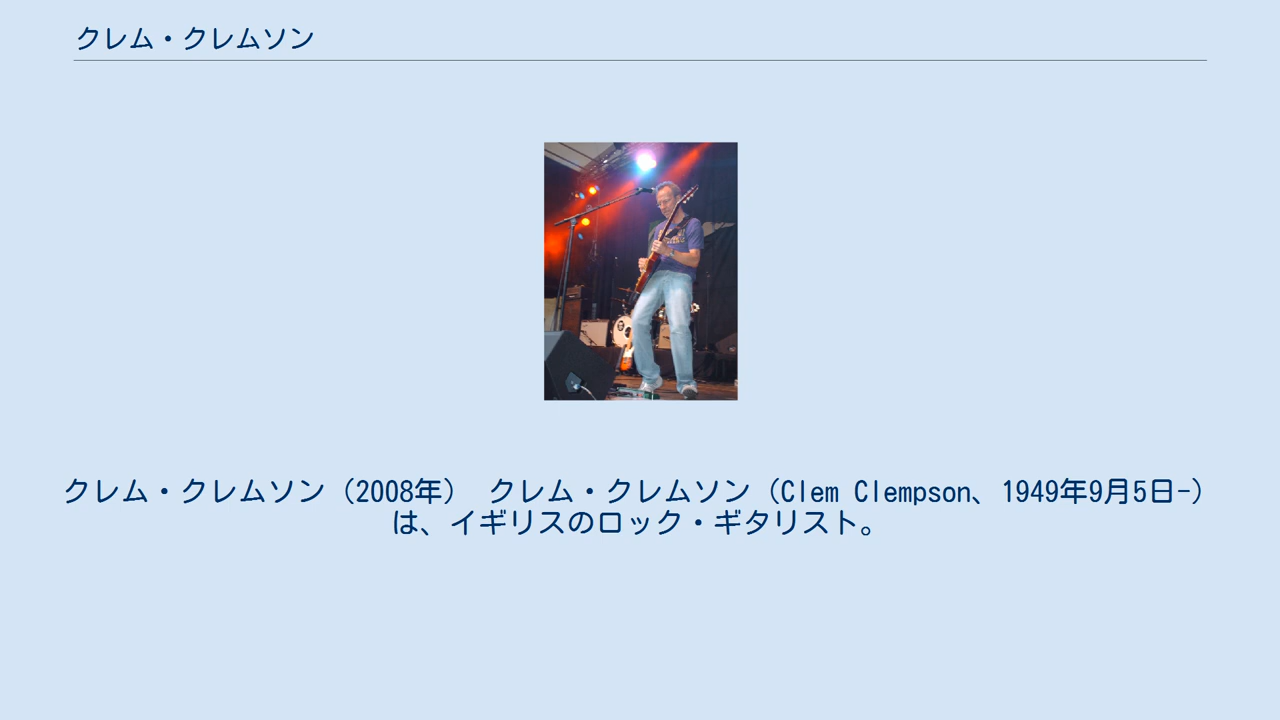 クレム・クレムソン
クレム・クレムソン（2008年） クレム・クレムソン（Clem Clempson、1949年9月5日-）
は、イギリスのロック・ギタリスト。